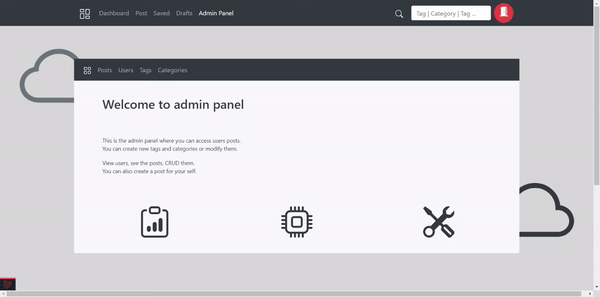 Dashboard Post Saved Drafts Admin Panel Tag | Category | Tag ...
Posts Users Tags Categories
Welcome to admin panel
This is the admin panel where you can access users posts.
You can create new tags and categories or modify them.
View users, see the posts, CRUD them.
You can also create a post for your self.